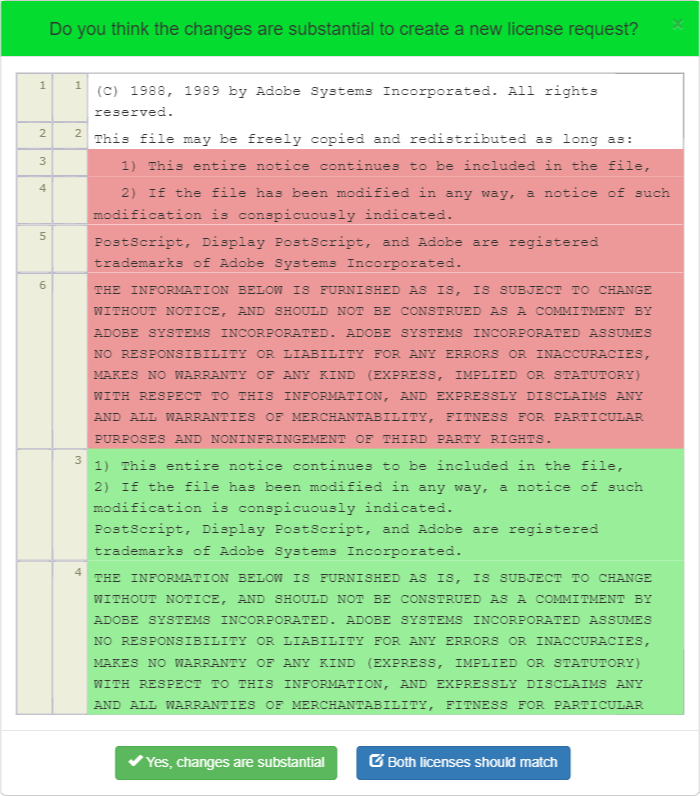 Do you think the changes are substantial to create a new license request? ×
1 1 (C) 1988, 1989 by Adobe Systems Incorporated. All rights
reserved.
2 2 This file may be freely copied and redistributed as long as:
3 1) This entire notice continues to be included in the file,
4 2) If the file has been modified in any way, a notice of such
modification is conspicuously indicated.
5 PostScript, Display PostScript, and Adobe are registered
trademarks of Adobe Systems Incorporated.
6 THE INFORMATION BELOW IS FURNISHED AS IS, IS SUBJECT TO CHANGE
WITHOUT NOTICE, AND SHOULD NOT BE CONSTRUED AS A COMMITMENT BY
ADOBE SYSTEMS INCORPORATED. ADOBE SYSTEMS INCORPORATED ASSUMES
NO RESPONSIBILITY OR LIABILITY FOR ANY ERRORS OR INACCURACIES,
MAKES NO WARRANTY OF ANY KIND (EXPRESS, IMPLIED OR STATUTORY)
WITH RESPECT TO THIS INFORMATION, AND EXPRESSLY DISCLAIMS ANY
AND ALL WARRANTIES OF MERCHANTABILITY, FITNESS FOR PARTICULAR
PURPOSES AND NONINFRINGEMENT OF THIRD PARTY RIGHTS.
3 1) This entire notice continues to be included in the file,
2) If the file has been modified in any way, a notice of such
modification is conspicuously indicated.
PostScript, Display PostScript, and Adobe are registered
trademarks of Adobe Systems Incorporated.
4 THE INFORMATION BELOW IS FURNISHED AS IS, IS SUBJECT TO CHANGE
WITHOUT NOTICE, AND SHOULD NOT BE CONSTRUED AS A COMMITMENT BY
ADOBE SYSTEMS INCORPORATED. ADOBE SYSTEMS INCORPORATED ASSUMES
NO RESPONSIBILITY OR LIABILITY FOR ANY ERRORS OR INACCURACIES,
MAKES NO WARRANTY OF ANY KIND (EXPRESS, IMPLIED OR STATUTORY)
WITH RESPECT TO THIS INFORMATION, AND EXPRESSLY DISCLAIMS ANY
AND ALL WARRANTIES OF MERCHANTABILITY, FITNESS FOR PARTICULAR
Yes, changes are substantial
Both licenses should match